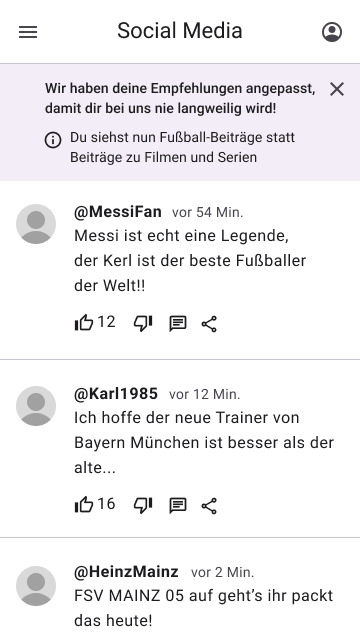 Social Media
Wir haben deine Empfehlungen angepasst,
damit dir bei uns nie langweilig wird!
Du siehst nun Fußball-Beiträge statt
Beiträge zu Filmen und Serien
@MessiFan vor 54 Min.
Messi ist echt eine Legende,
der Kerl ist der beste Fußballer
der Welt!!
12
@Karl1985 vor 12 Min.
Ich hoffe der neue Trainer von
Bayern München ist besser als der
alte...
16
@HeinzMainz vor 2 Min.
FSV MAINZ 05 auf geht’s ihr packt
das heute!